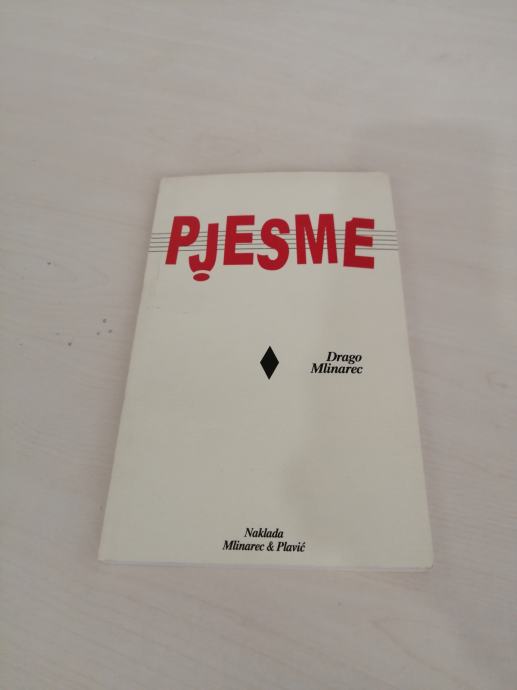 PJESME
Drago
Mlinarec
Naklada
Mlinarec & Plavić